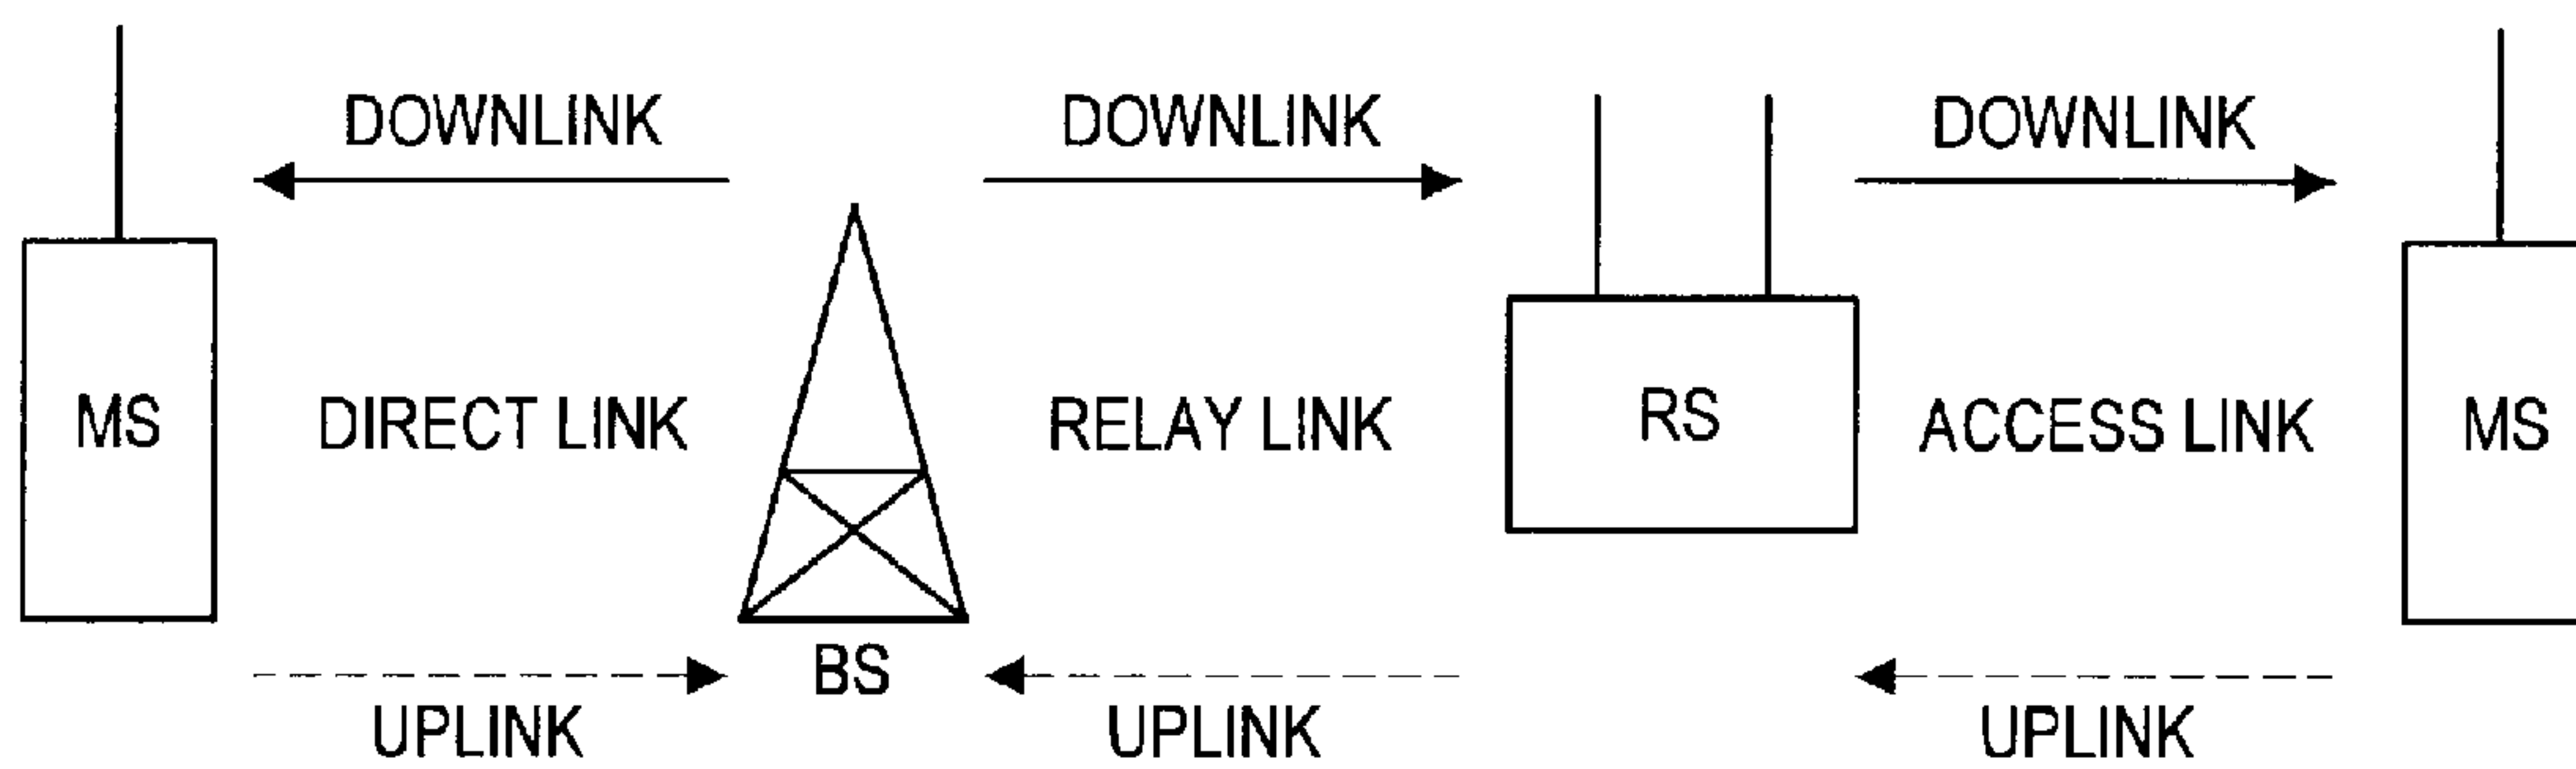 DOWNLINK
DOWNLINK
DOWNLINK
MS
DIRECT LINK
RELAY LINK
RS
ACCESS LINK
MS
BS
UPLINK
UPLINK
UPLINK